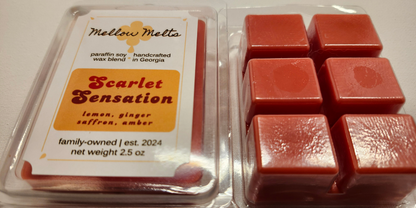 Mellow Melts
paraffin soy handcrafted
wax blend in Georgia
Scarlet
Sensation
lemon, ginger
saffron, amber
family-owned | est. 2024
net weight 2.5 oz